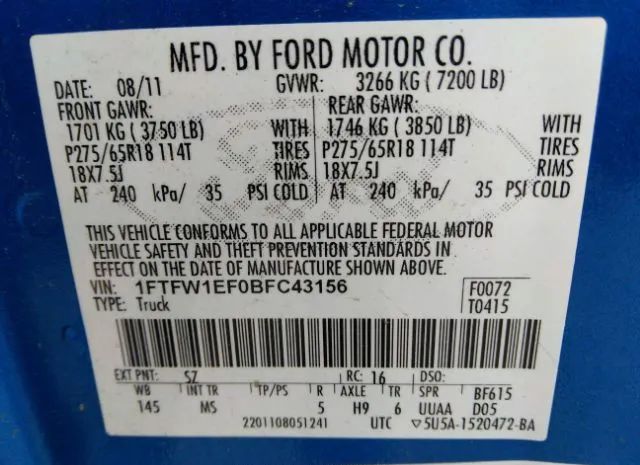 MFD. BY FORD MOTOR CO.
DATE: 08/11 GVWR: 3266 KG ( 7200 LB)
FRONT GAWR: REAR GAWR:
1701 KG ( 3750 LB) WITH 1746 KG ( 3850 LB) WITH
P275/65R18 114T TIRES P275/65R18 114T TIRES
18X7.5J RIMS 18X7.5J RIMS
AT 240 kPa/ 35 PSI COLD AT 240 kPa/ 35 PSI COLD
THIS VEHICLE CONFORMS TO ALL APPLICABLE FEDERAL MOTOR
VEHICLE SAFETY AND THEFT PREVENTION STANDARDS IN
EFFECT ON THE DATE OF MANUFACTURE SHOWN ABOVE.
VIN: 1FTFW1EF0BFC43156 F0072
TYPE: Truck T0415
EXT PNT: SZ RC: 16 DSO:
WB INT TR TP/PS R AXLE TR SPR BF615
145 MS 5 H9 6 UUAA D05
2201108051241 UTC ▽5U5A-1520472-BA